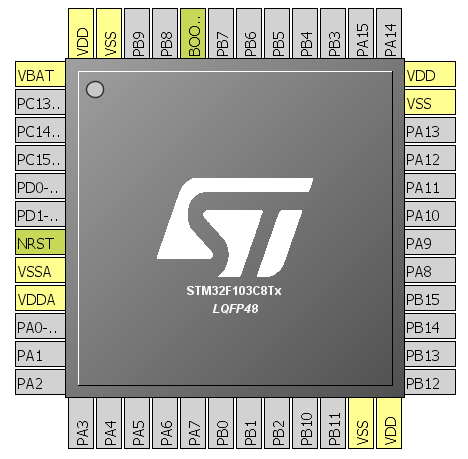 VDD
VSS
PB9
PB8
BOO..
PB7
PB6
PB5
PB4
PB3
PA15
PA14
VBAT
PC13..
PC14..
PC15..
PD0-..
PD1-..
NRST
VSSA
VDDA
PA0-..
PA1
PA2
ST
STM32F103C8Tx
LQFP48
VDD
VSS
PA13
PA12
PA11
PA10
PA9
PA8
PB15
PB14
PB13
PB12
PA3
PA4
PA5
PA6
PA7
PB0
PB1
PB2
PB10
PB11
VSS
VDD